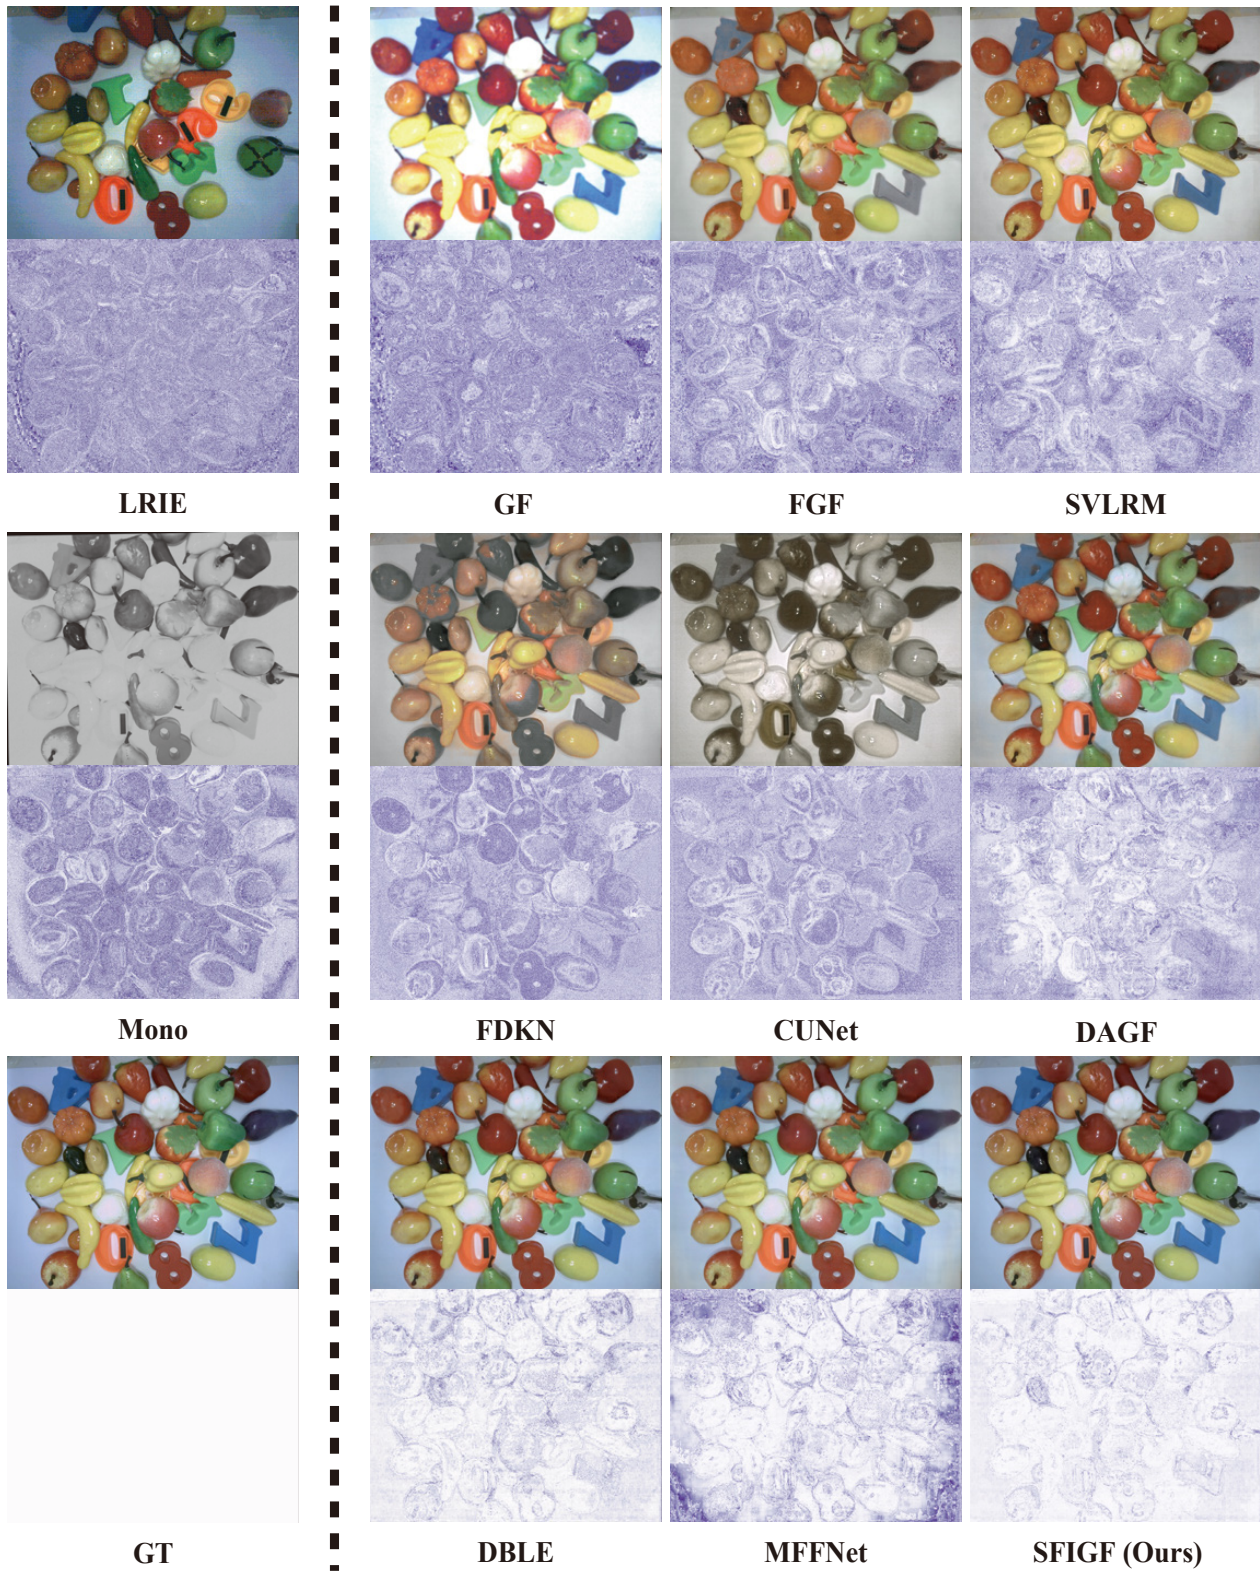 LRIE
GF
FGF
SVLRM
Mono
FDKN
CUNet
DAGF
GT
DBLE
MFFNet
SFIGF (Ours)